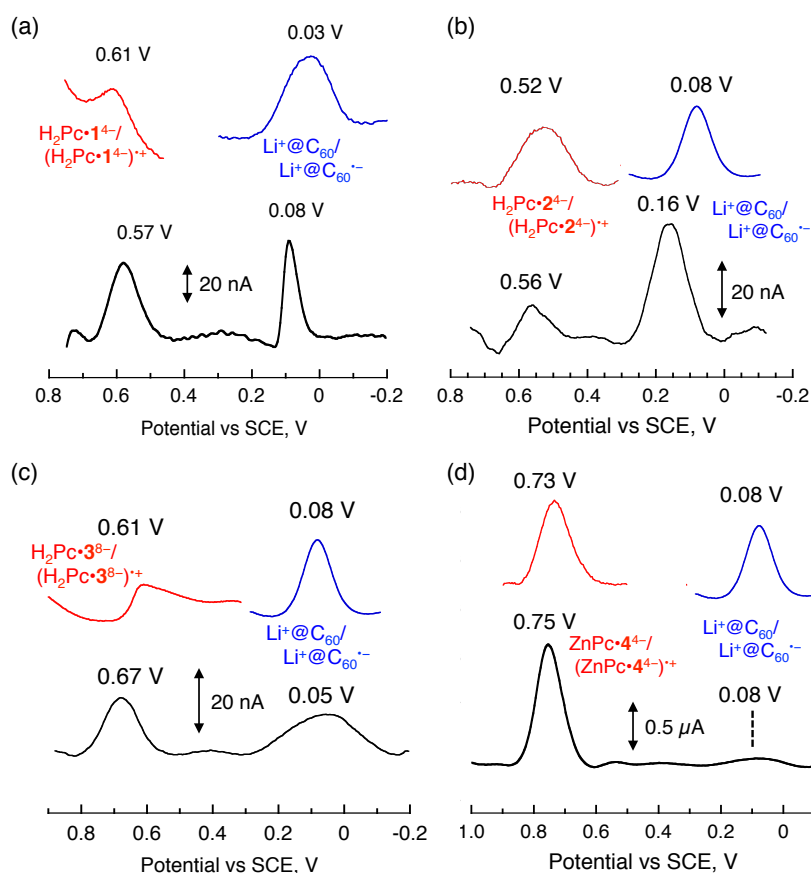 (a)
0.61 V
0.03 V
H₂Pc•1⁴⁻/
(H₂Pc•1⁴⁻)•⁺
Li⁺@C₆₀/
Li⁺@C₆₀•⁻
0.57 V
0.08 V
20 nA
0.8 0.6 0.4 0.2 0 -0.2
Potential vs SCE, V
(b)
0.52 V
0.08 V
H₂Pc•2⁴⁻/
(H₂Pc•2⁴⁻)•⁺
Li⁺@C₆₀/
Li⁺@C₆₀•⁻
0.16 V
0.56 V
20 nA
0.8 0.6 0.4 0.2 0 -0.2
Potential vs SCE, V
(c)
0.61 V
0.08 V
H₂Pc•3⁸⁻/
(H₂Pc•3⁸⁻)•⁺
Li⁺@C₆₀/
Li⁺@C₆₀•⁻
0.67 V
20 nA
0.05 V
0.8 0.6 0.4 0.2 0 -0.2
Potential vs SCE, V
(d)
0.73 V
0.08 V
0.75 V
ZnPc•4⁴⁻/
(ZnPc•4⁴⁻)•⁺
Li⁺@C₆₀/
Li⁺@C₆₀•⁻
0.08 V
0.5 μA
1.0 0.8 0.6 0.4 0.2 0
Potential vs SCE, V